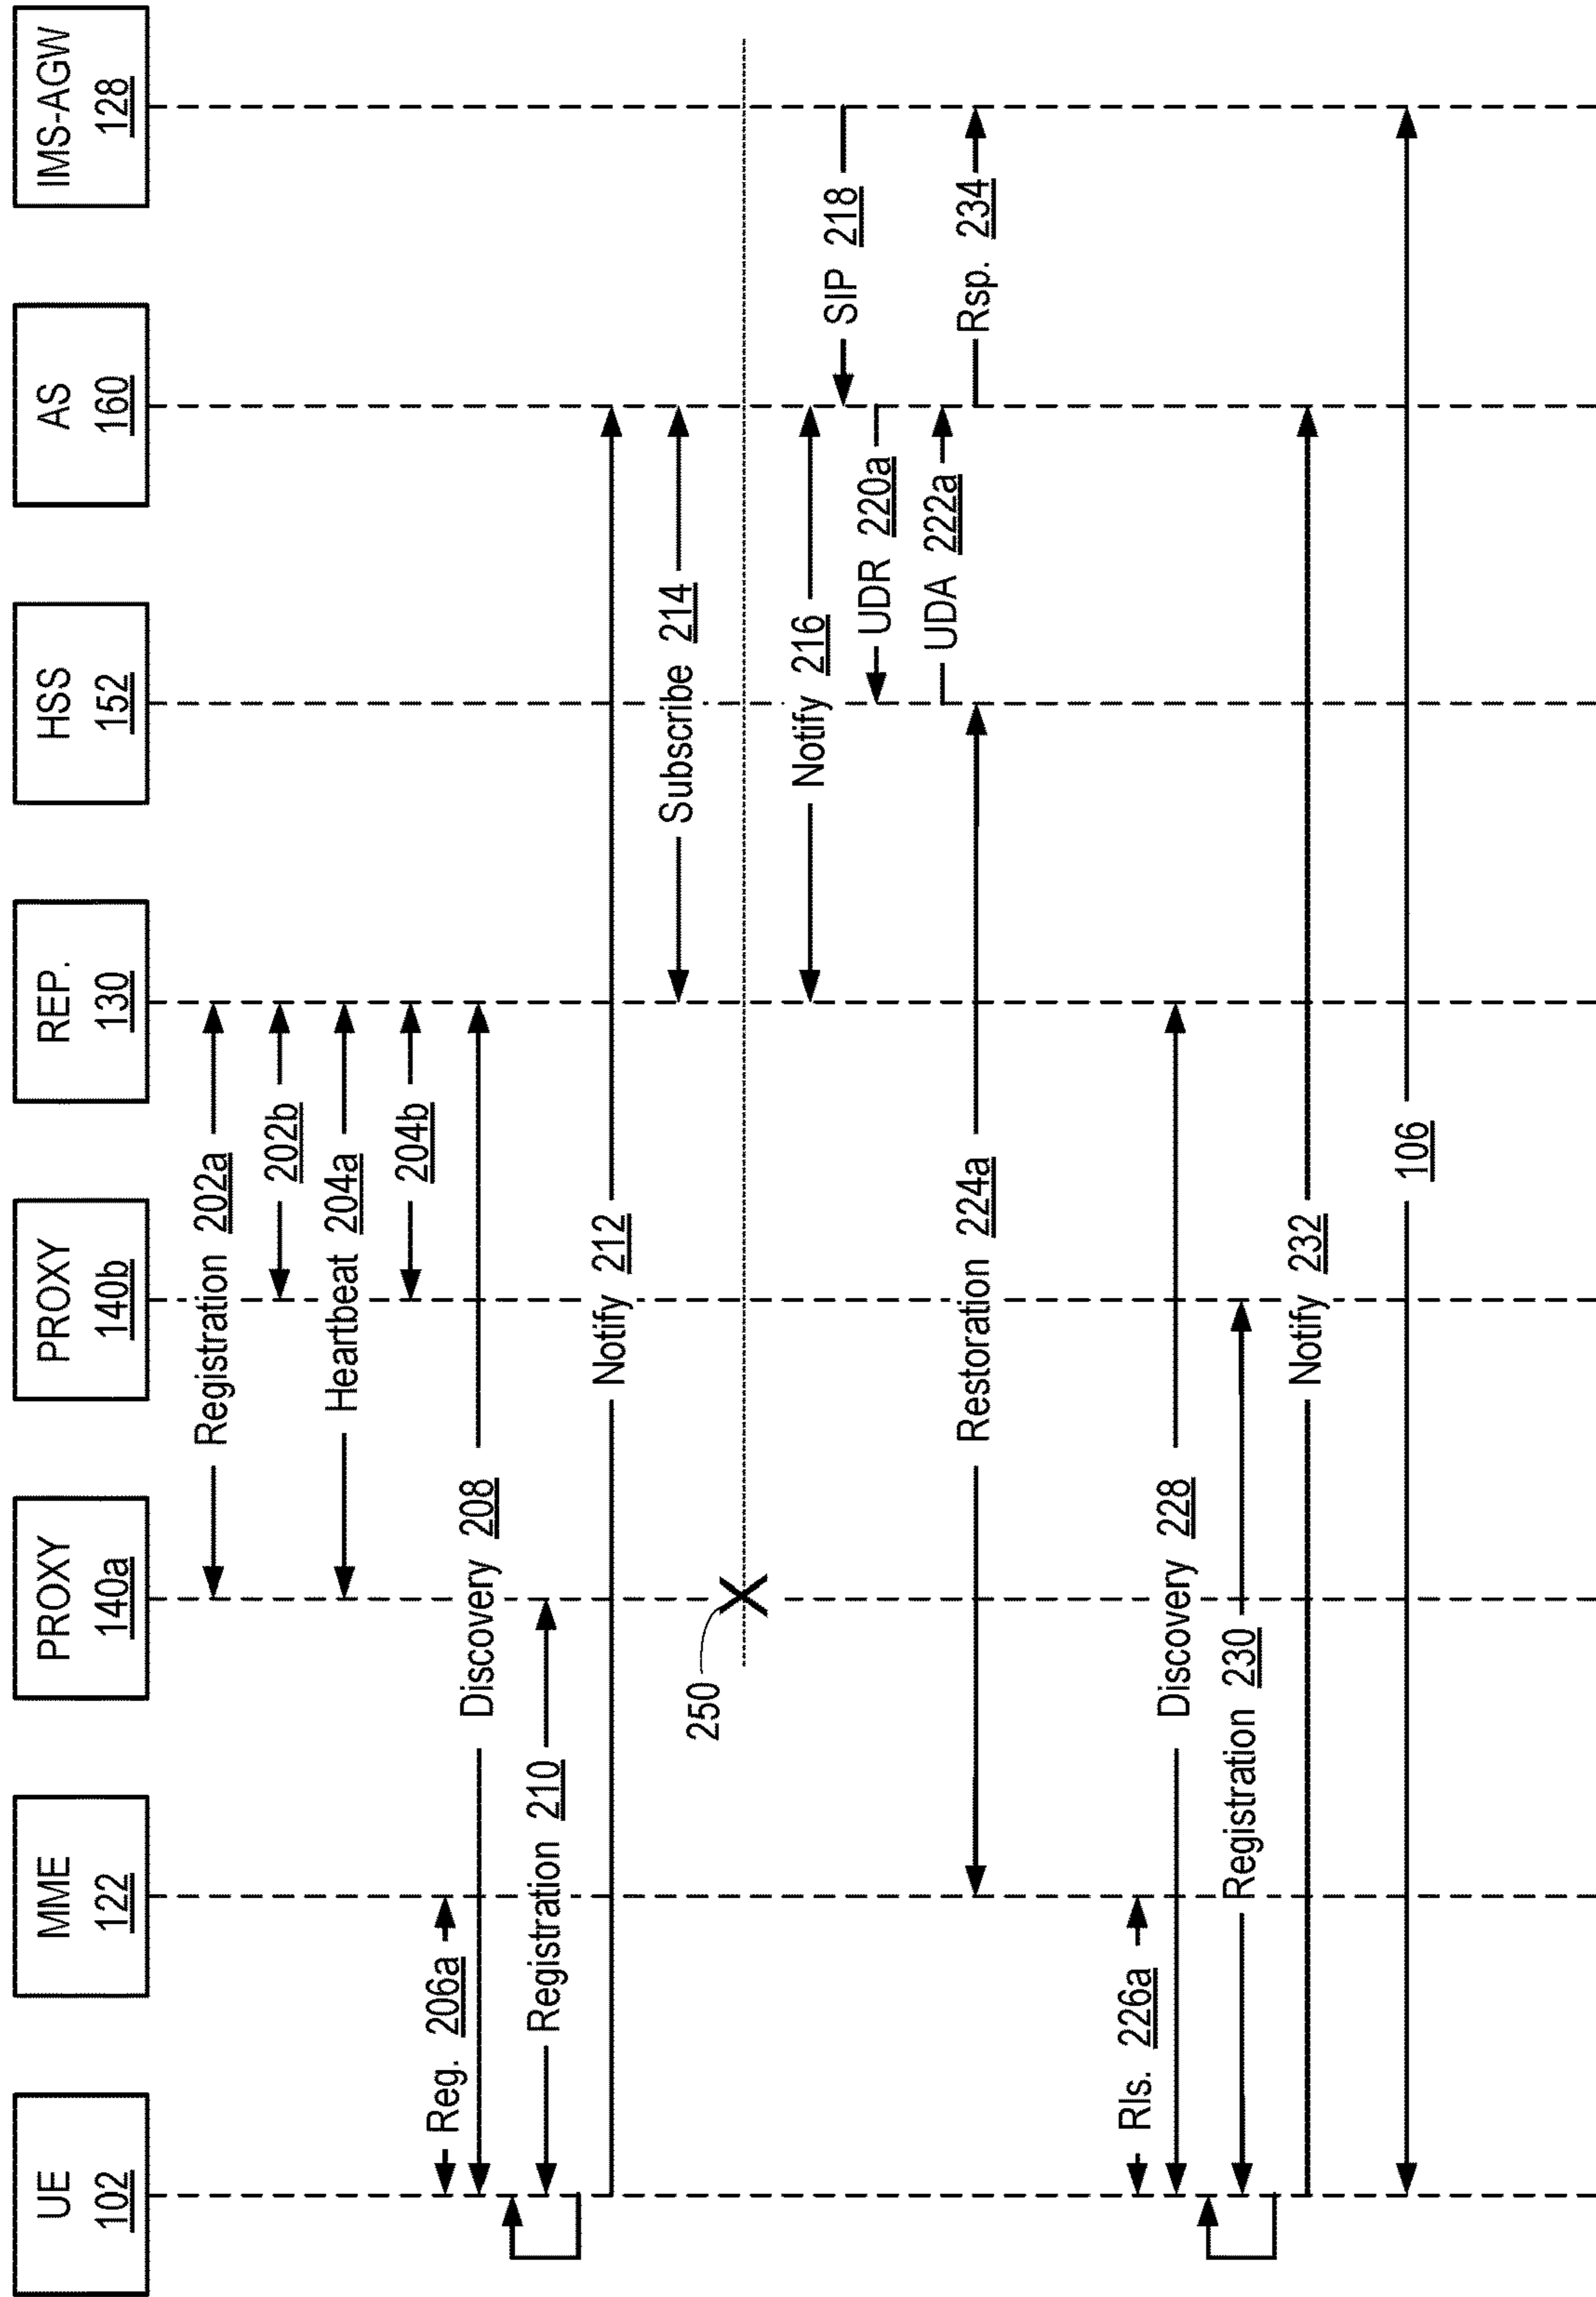 UE
102
MME
122
PROXY
140a
PROXY
140b
REP.
130
HSS
152
AS
160
IMS-AGW
128
Registration 202a
202b
Heartbeat 204a
204b
Reg. 206a
Discovery 208
Registration 210
Notify 212
Subscribe 214
250
Notify 216
SIP 218
UDR 220a
UDA 222a
Restoration 224a
Rsp. 234
Rls. 226a
Discovery 228
Registration 230
Notify 232
106